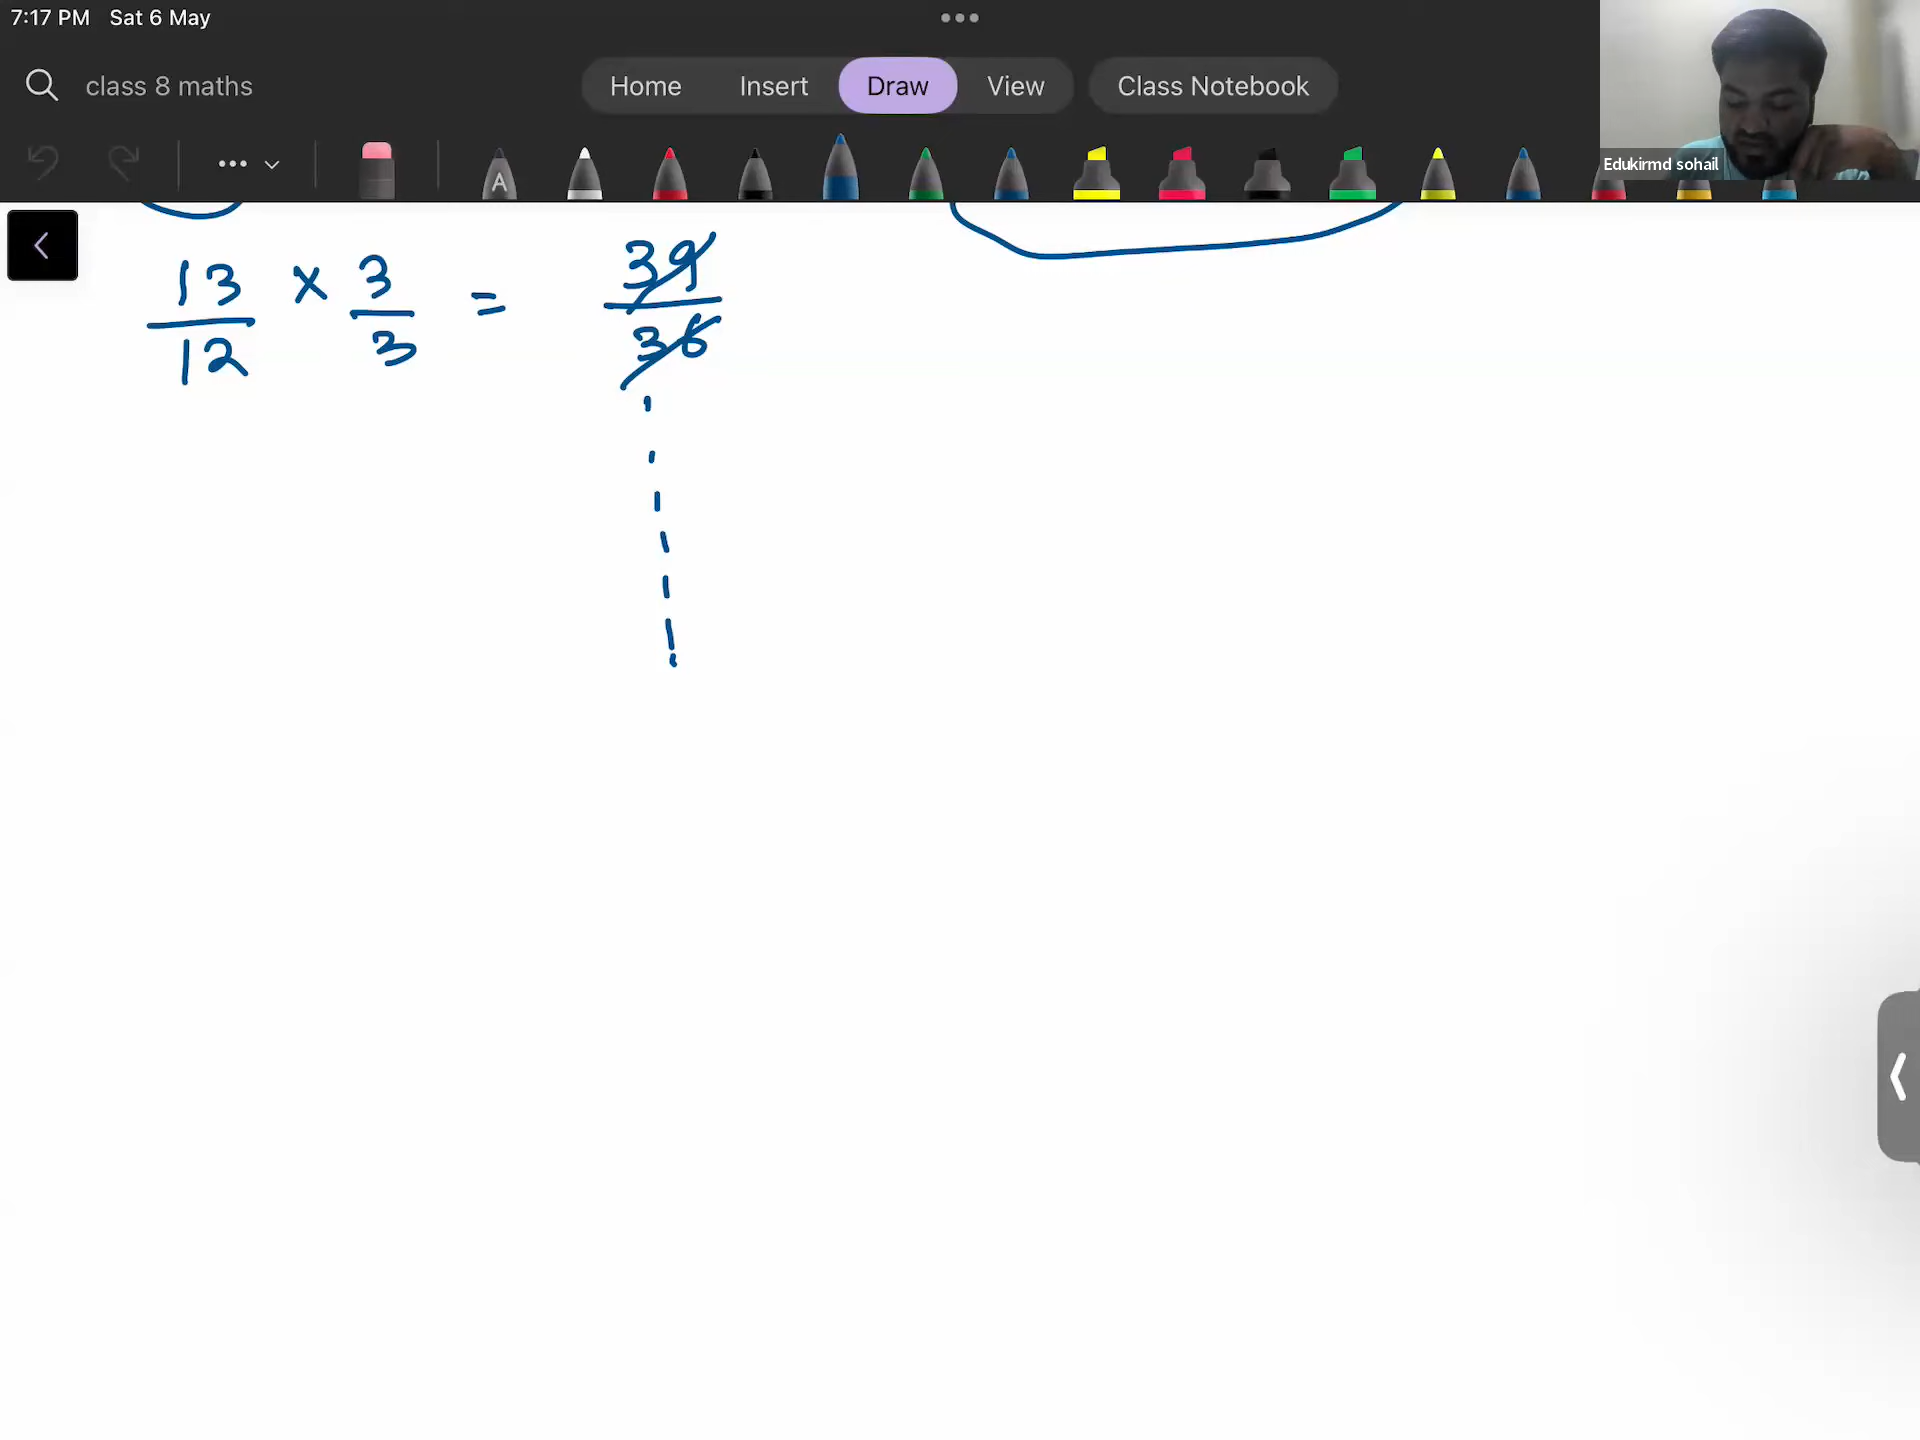 7:17 PM Sat 6 May
class 8 maths Home Insert Draw View Class Notebook
A
Edukirmd sohail
13/12 × 3/3 = 39/36